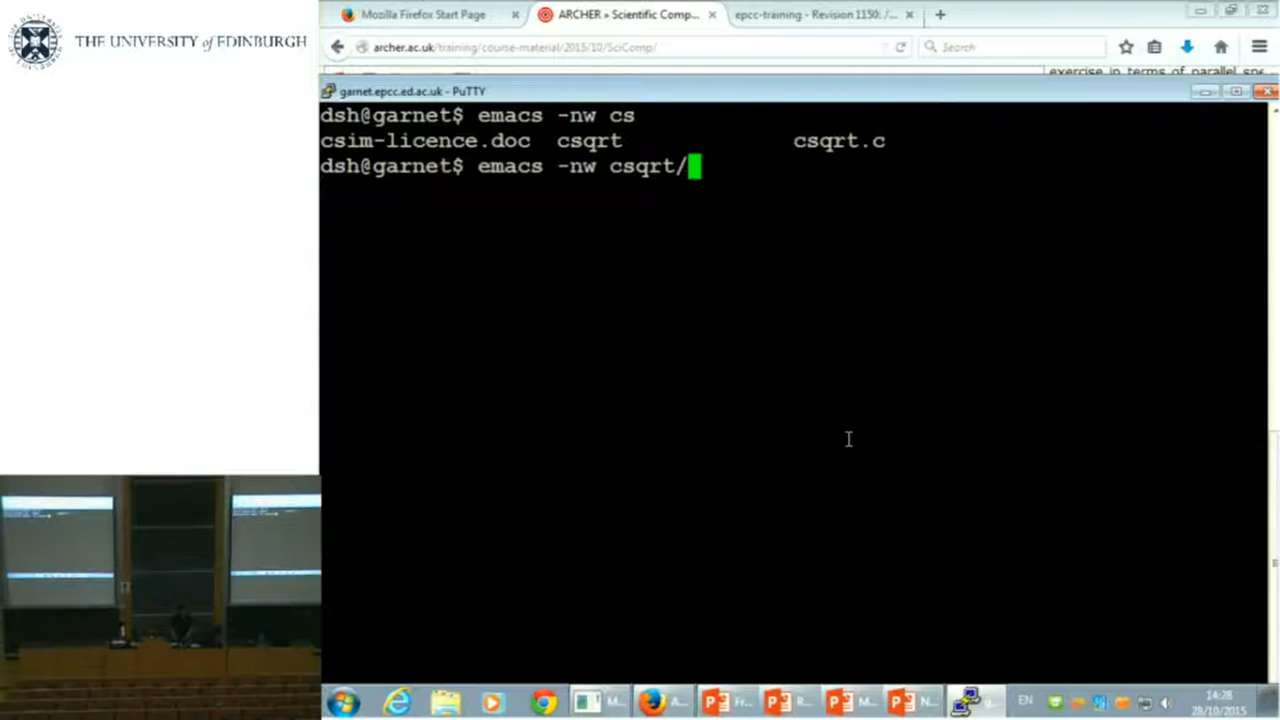 THE UNIVERSITY of EDINBURGH
Mozilla Firefox Start Page
ARCHER » Scientific Comp...
epcc-training - Revision 1150: /...
archer.ac.uk/training/course-material/2015/10/SciComp/
Search
exercise in terms of parallel spe
garnet.epcc.ed.ac.uk - PuTTY
dsh@garnet$ emacs -nw cs
csim-licence.doc csqrt csqrt.c
dsh@garnet$ emacs -nw csqrt/
M...
A...
Fr...
R...
M...
N...
g...
EN
14:28
28/10/2015